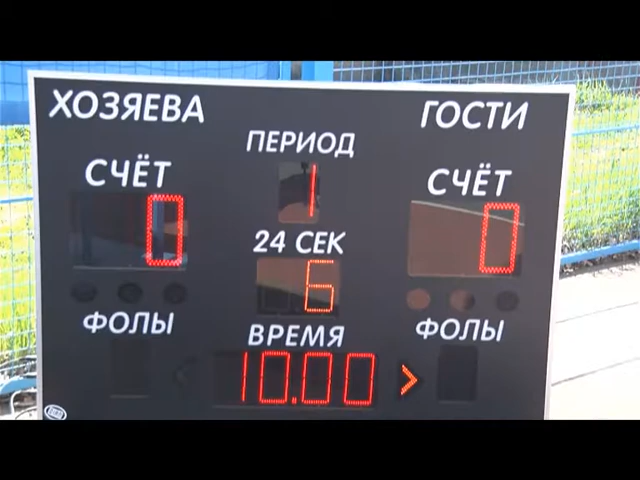 ХОЗЯЕВА
ГОСТИ
ПЕРИОД
1
СЧЁТ
0
СЧЁТ
0
24 СЕК
6
ФОЛЫ
ФОЛЫ
ВРЕМЯ
10.00 >